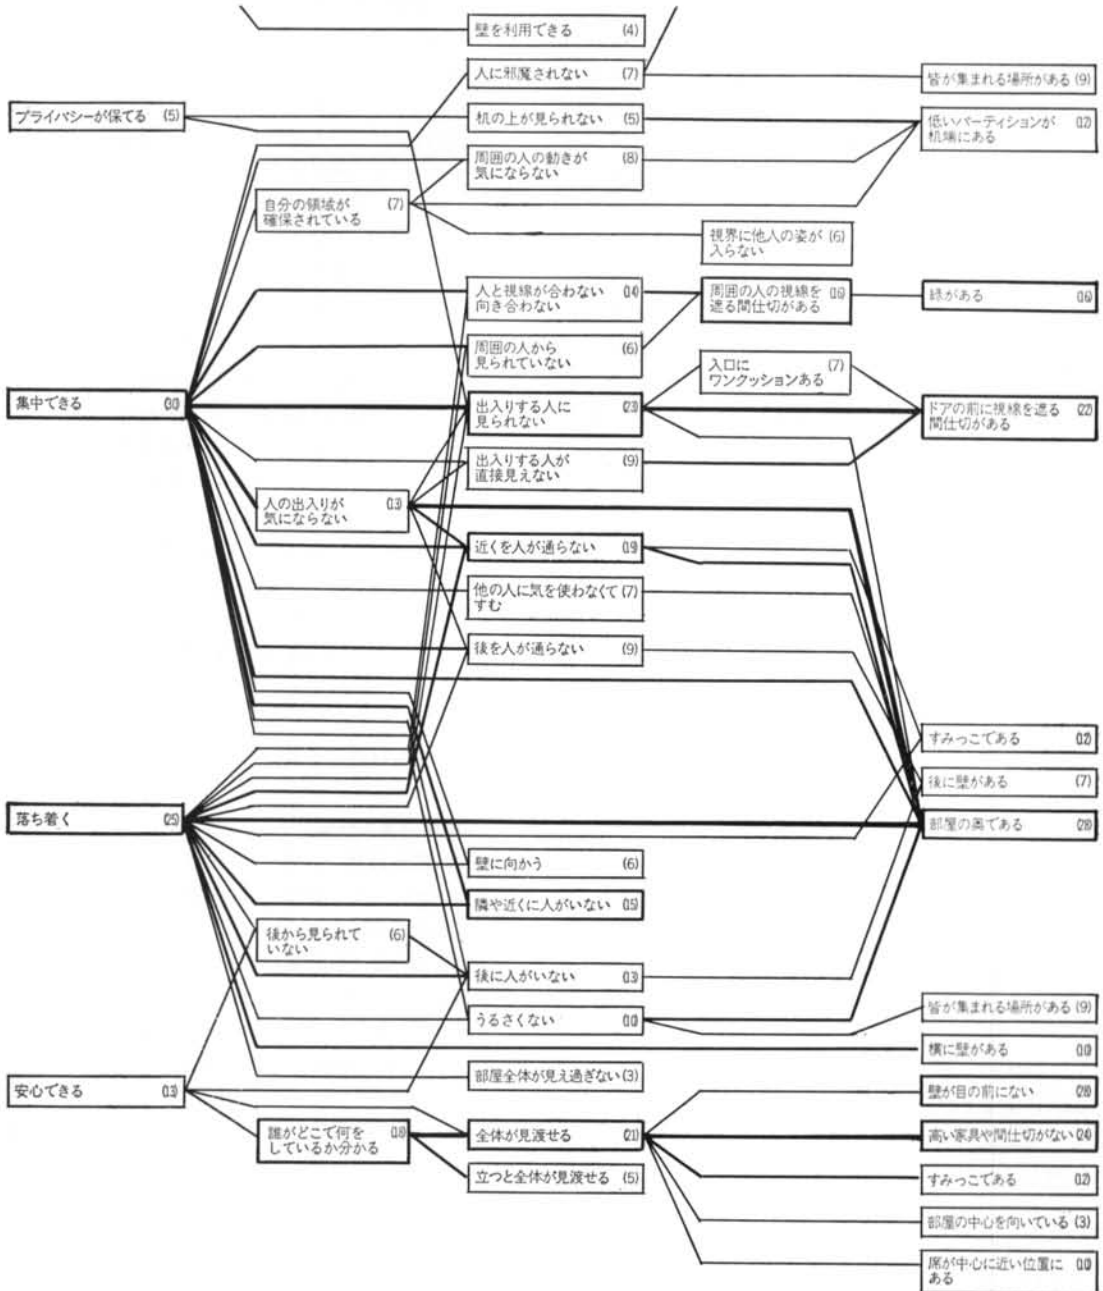 壁を利用できる (4)
人に邪魔されない (7)
皆が集まれる場所がある (9)
プライバシーが保てる (5)
机の上が見られない (5)
低いパーティションが (12)
机端にある
周囲の人の動きが (8)
気にならない
自分の領域が (7)
確保されている
視界に他人の姿が (6)
入らない
人と視線が合わない (14)
向き合わない
周囲の人の視線を (16)
遮る間仕切がある
緑がある (16)
周囲の人から (6)
見られていない
入口に (7)
ワンクッションある
集中できる
出入りする人に (23)
見られない
ドアの前に視線を遮る (22)
間仕切がある
出入りする人が (9)
直接見えない
人の出入りが (13)
気にならない
近くを人が通らない (19)
他の人に気を使わなくて (7)
すむ
後を人が通らない (9)
すみっこである (12)
後に壁がある (7)
落ち着く (25)
部屋の奥である (28)
壁に向かう (6)
隣や近くに人がいない (15)
後から見られて (6)
いない
後に人がいない (13)
うるさくない
皆が集まれる場所がある (9)
横に壁がある
安心できる (13)
部屋全体が見え過ぎない (3)
壁が目の前にない (28)
誰がどこで何を (18)
しているか分かる
全体が見渡せる (21)
高い家具や間仕切がない (24)
立つと全体が見渡せる (5)
すみっこである (12)
部屋の中心を向いている (3)
席が中心に近い位置に
ある